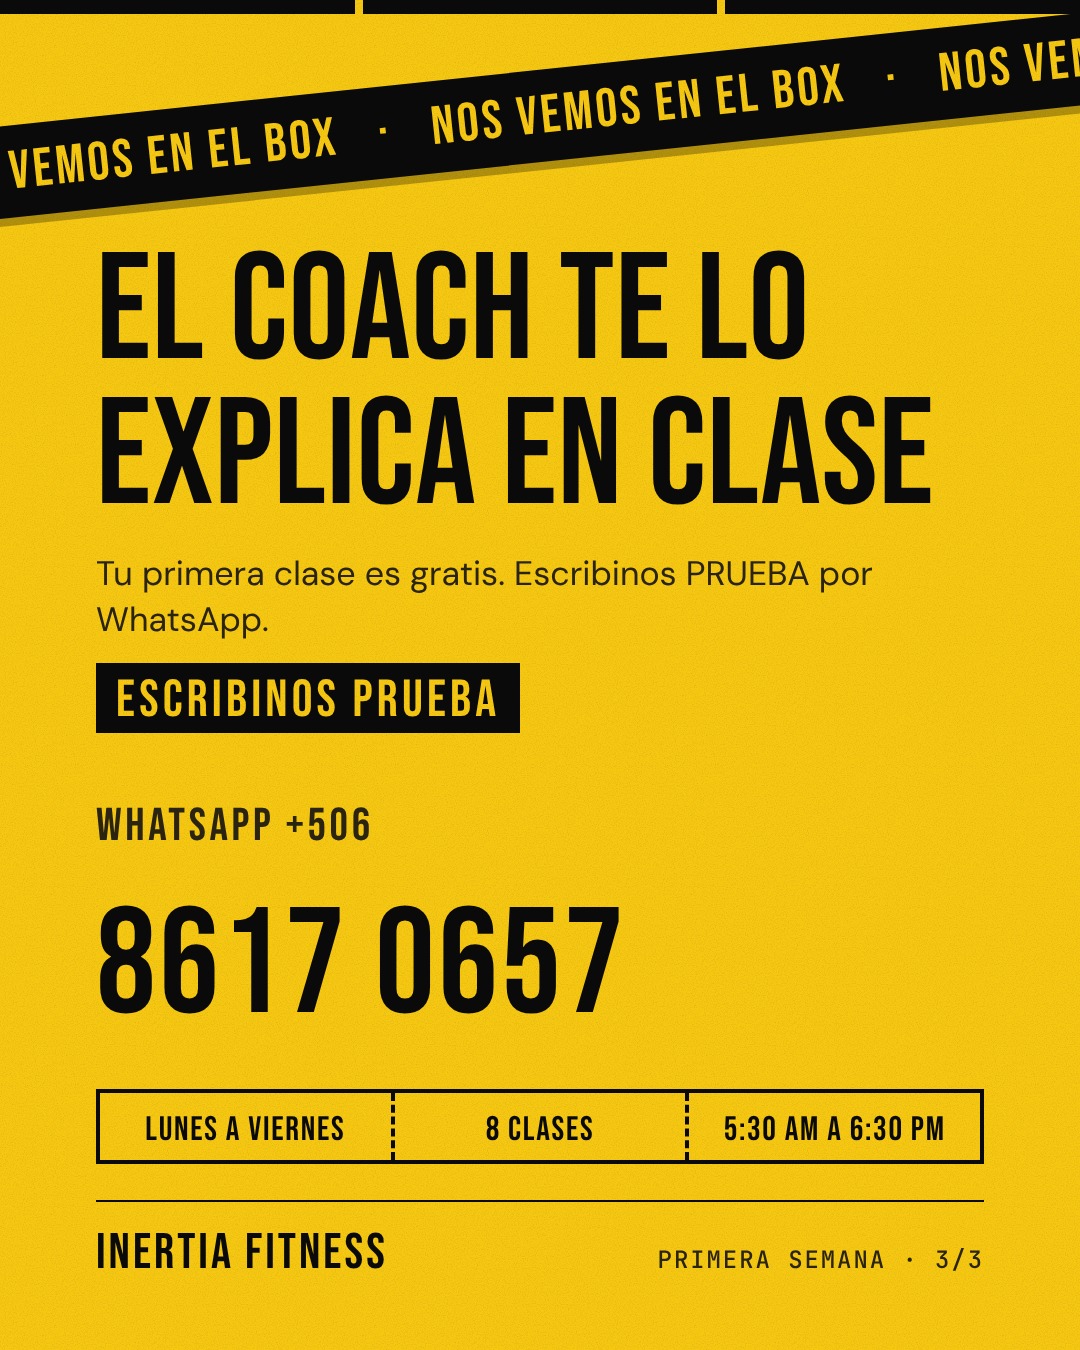 VEMOS EN EL BOX · NOS VEMOS EN EL BOX · NOS VEM
EL COACH TE LO
EXPLICA EN CLASE
Tu primera clase es gratis. Escribinos PRUEBA por
WhatsApp.
ESCRIBINOS PRUEBA
WHATSAPP +506
8617 0657
LUNES A VIERNES
8 CLASES
5:30 AM A 6:30 PM
INERTIA FITNESS
PRIMERA SEMANA · 3/3